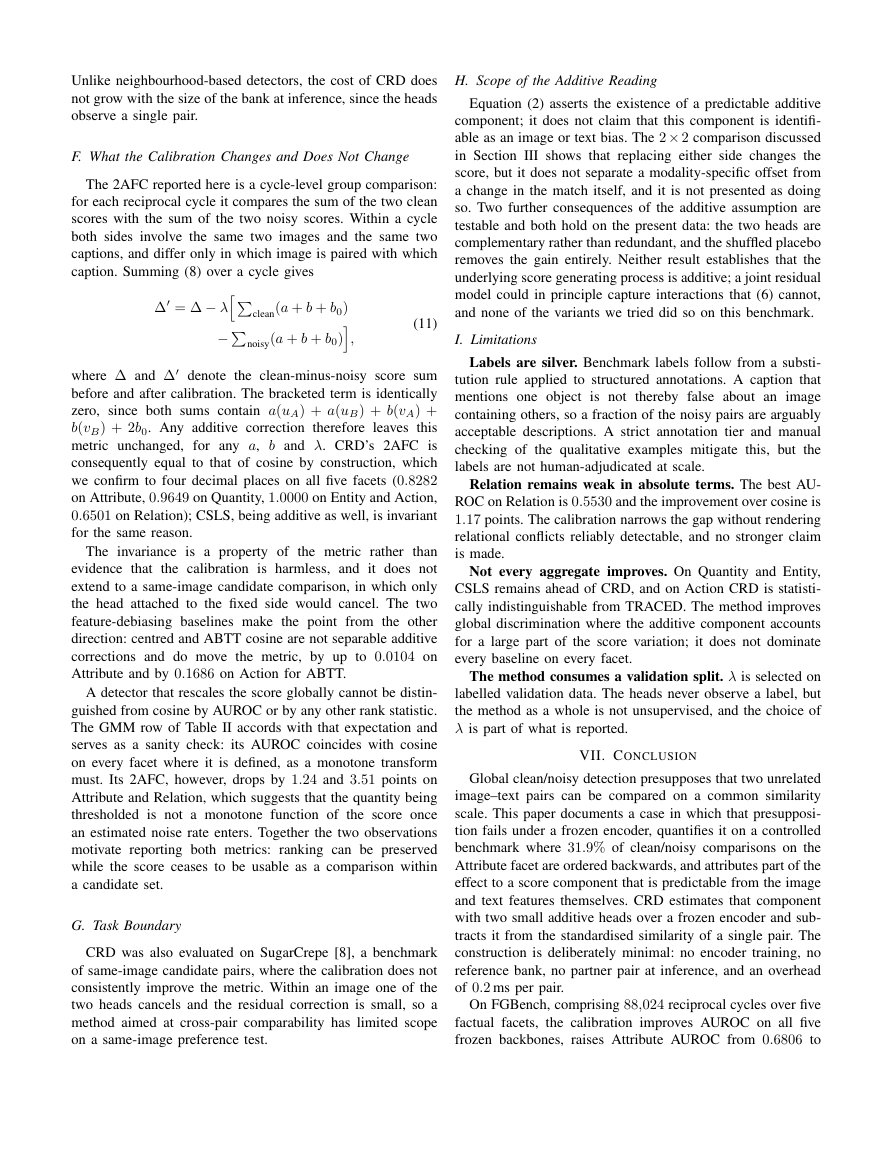 Unlike neighbourhood-based detectors, the cost of CRD does
not grow with the size of the bank at inference, since the heads
observe a single pair.
F. What the Calibration Changes and Does Not Change
The 2AFC reported here is a cycle-level group comparison:
for each reciprocal cycle it compares the sum of the two clean
scores with the sum of the two noisy scores. Within a cycle
both sides involve the same two images and the same two
captions, and differ only in which image is paired with which
caption. Summing (8) over a cycle gives
Δ′ = Δ − λ[ ∑clean(a + b + b0)
− ∑noisy(a + b + b0)], (11)
where Δ and Δ′ denote the clean-minus-noisy score sum
before and after calibration. The bracketed term is identically
zero, since both sums contain a(uA) + a(uB) + b(vA) +
b(vB) + 2b0. Any additive correction therefore leaves this
metric unchanged, for any a, b and λ. CRD's 2AFC is
consequently equal to that of cosine by construction, which
we confirm to four decimal places on all five facets (0.8282
on Attribute, 0.9649 on Quantity, 1.0000 on Entity and Action,
0.6501 on Relation); CSLS, being additive as well, is invariant
for the same reason.
The invariance is a property of the metric rather than
evidence that the calibration is harmless, and it does not
extend to a same-image candidate comparison, in which only
the head attached to the fixed side would cancel. The two
feature-debiasing baselines make the point from the other
direction: centred and ABTT cosine are not separable additive
corrections and do move the metric, by up to 0.0104 on
Attribute and by 0.1686 on Action for ABTT.
A detector that rescales the score globally cannot be distin-
guished from cosine by AUROC or by any other rank statistic.
The GMM row of Table II accords with that expectation and
serves as a sanity check: its AUROC coincides with cosine
on every facet where it is defined, as a monotone transform
must. Its 2AFC, however, drops by 1.24 and 3.51 points on
Attribute and Relation, which suggests that the quantity being
thresholded is not a monotone function of the score once
an estimated noise rate enters. Together the two observations
motivate reporting both metrics: ranking can be preserved
while the score ceases to be usable as a comparison within
a candidate set.
G. Task Boundary
CRD was also evaluated on SugarCrepe [8], a benchmark
of same-image candidate pairs, where the calibration does not
consistently improve the metric. Within an image one of the
two heads cancels and the residual correction is small, so a
method aimed at cross-pair comparability has limited scope
on a same-image preference test.
H. Scope of the Additive Reading
Equation (2) asserts the existence of a predictable additive
component; it does not claim that this component is identifi-
able as an image or text bias. The 2 × 2 comparison discussed
in Section III shows that replacing either side changes the
score, but it does not separate a modality-specific offset from
a change in the match itself, and it is not presented as doing
so. Two further consequences of the additive assumption are
testable and both hold on the present data: the two heads are
complementary rather than redundant, and the shuffled placebo
removes the gain entirely. Neither result establishes that the
underlying score generating process is additive; a joint residual
model could in principle capture interactions that (6) cannot,
and none of the variants we tried did so on this benchmark.
I. Limitations
Labels are silver. Benchmark labels follow from a substi-
tution rule applied to structured annotations. A caption that
mentions one object is not thereby false about an image
containing others, so a fraction of the noisy pairs are arguably
acceptable descriptions. A strict annotation tier and manual
checking of the qualitative examples mitigate this, but the
labels are not human-adjudicated at scale.
Relation remains weak in absolute terms. The best AU-
ROC on Relation is 0.5530 and the improvement over cosine is
1.17 points. The calibration narrows the gap without rendering
relational conflicts reliably detectable, and no stronger claim
is made.
Not every aggregate improves. On Quantity and Entity,
CSLS remains ahead of CRD, and on Action CRD is statisti-
cally indistinguishable from TRACED. The method improves
global discrimination where the additive component accounts
for a large part of the score variation; it does not dominate
every baseline on every facet.
The method consumes a validation split. λ is selected on
labelled validation data. The heads never observe a label, but
the method as a whole is not unsupervised, and the choice of
λ is part of what is reported.
VII. CONCLUSION
Global clean/noisy detection presupposes that two unrelated
image–text pairs can be compared on a common similarity
scale. This paper documents a case in which that presupposi-
tion fails under a frozen encoder, quantifies it on a controlled
benchmark where 31.9% of clean/noisy comparisons on the
Attribute facet are ordered backwards, and attributes part of the
effect to a score component that is predictable from the image
and text features themselves. CRD estimates that component
with two small additive heads over a frozen encoder and sub-
tracts it from the standardised similarity of a single pair. The
construction is deliberately minimal: no encoder training, no
reference bank, no partner pair at inference, and an overhead
of 0.2 ms per pair.
On FGBench, comprising 88,024 reciprocal cycles over five
factual facets, the calibration improves AUROC on all five
frozen backbones, raises Attribute AUROC from 0.6806 to